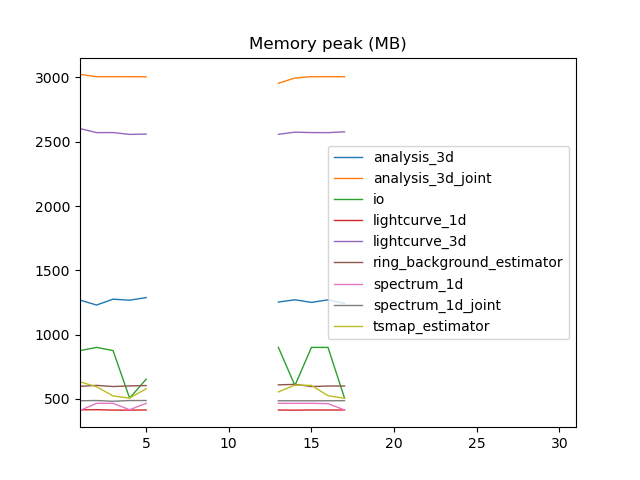 Memory peak (MB)
3000
2500
2000
1500
1000
500
analysis_3d
analysis_3d_joint
io
lightcurve_1d
lightcurve_3d
ring_background_estimator
spectrum_1d
spectrum_1d_joint
tsmap_estimator
5 10 15 20 25 30